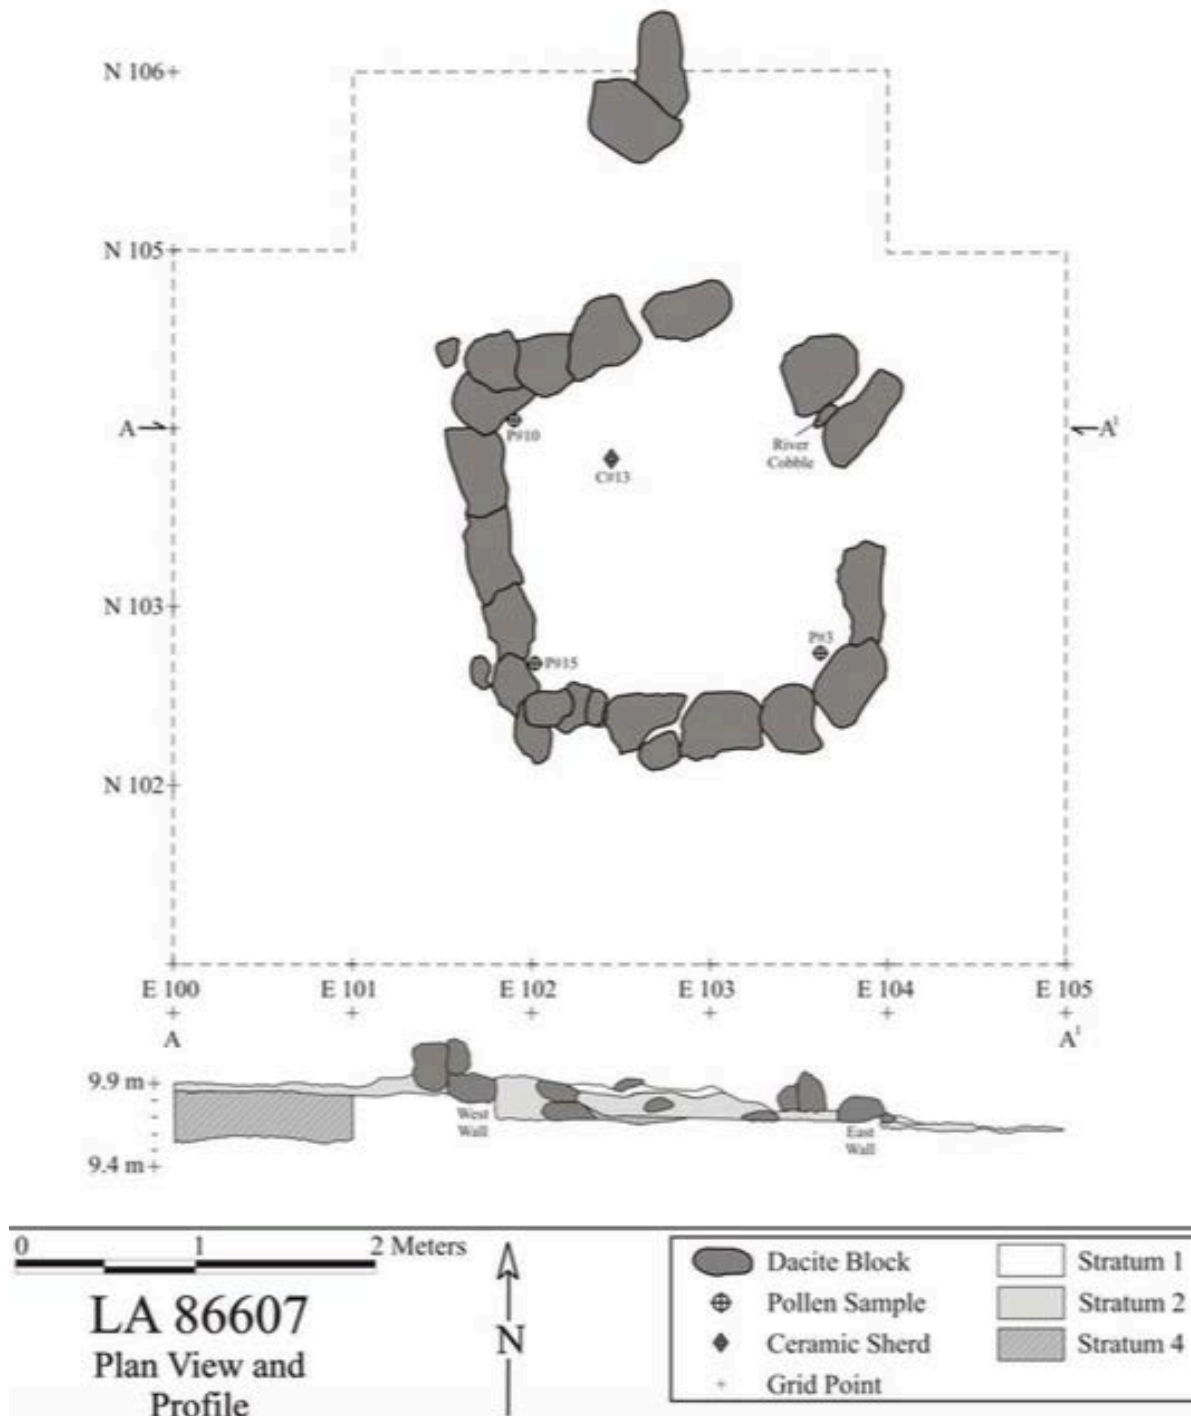 N 106
N 105
A
A¹
P#10
C#13
River
Cobble
N 103
P#3
P#15
N 102
E 100 E 101 E 102 E 103 E 104 E 105
A A¹
9.9 m
West
Wall
East
Wall
9.4 m
0 1 2 Meters
LA 86607
Plan View and
Profile
N
Dacite Block
Pollen Sample
Ceramic Sherd
Grid Point
Stratum 1
Stratum 2
Stratum 4